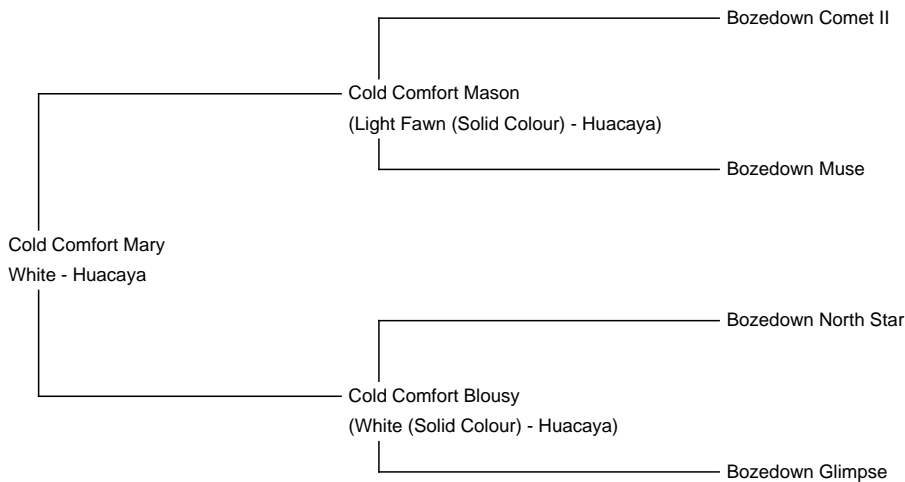 Bozedown Comet II
Cold Comfort Mason
(Light Fawn (Solid Colour) - Huacaya)
Bozedown Muse
Cold Comfort Mary
White - Huacaya
Bozedown North Star
Cold Comfort Blousy
(White (Solid Colour) - Huacaya)
Bozedown Glimpse